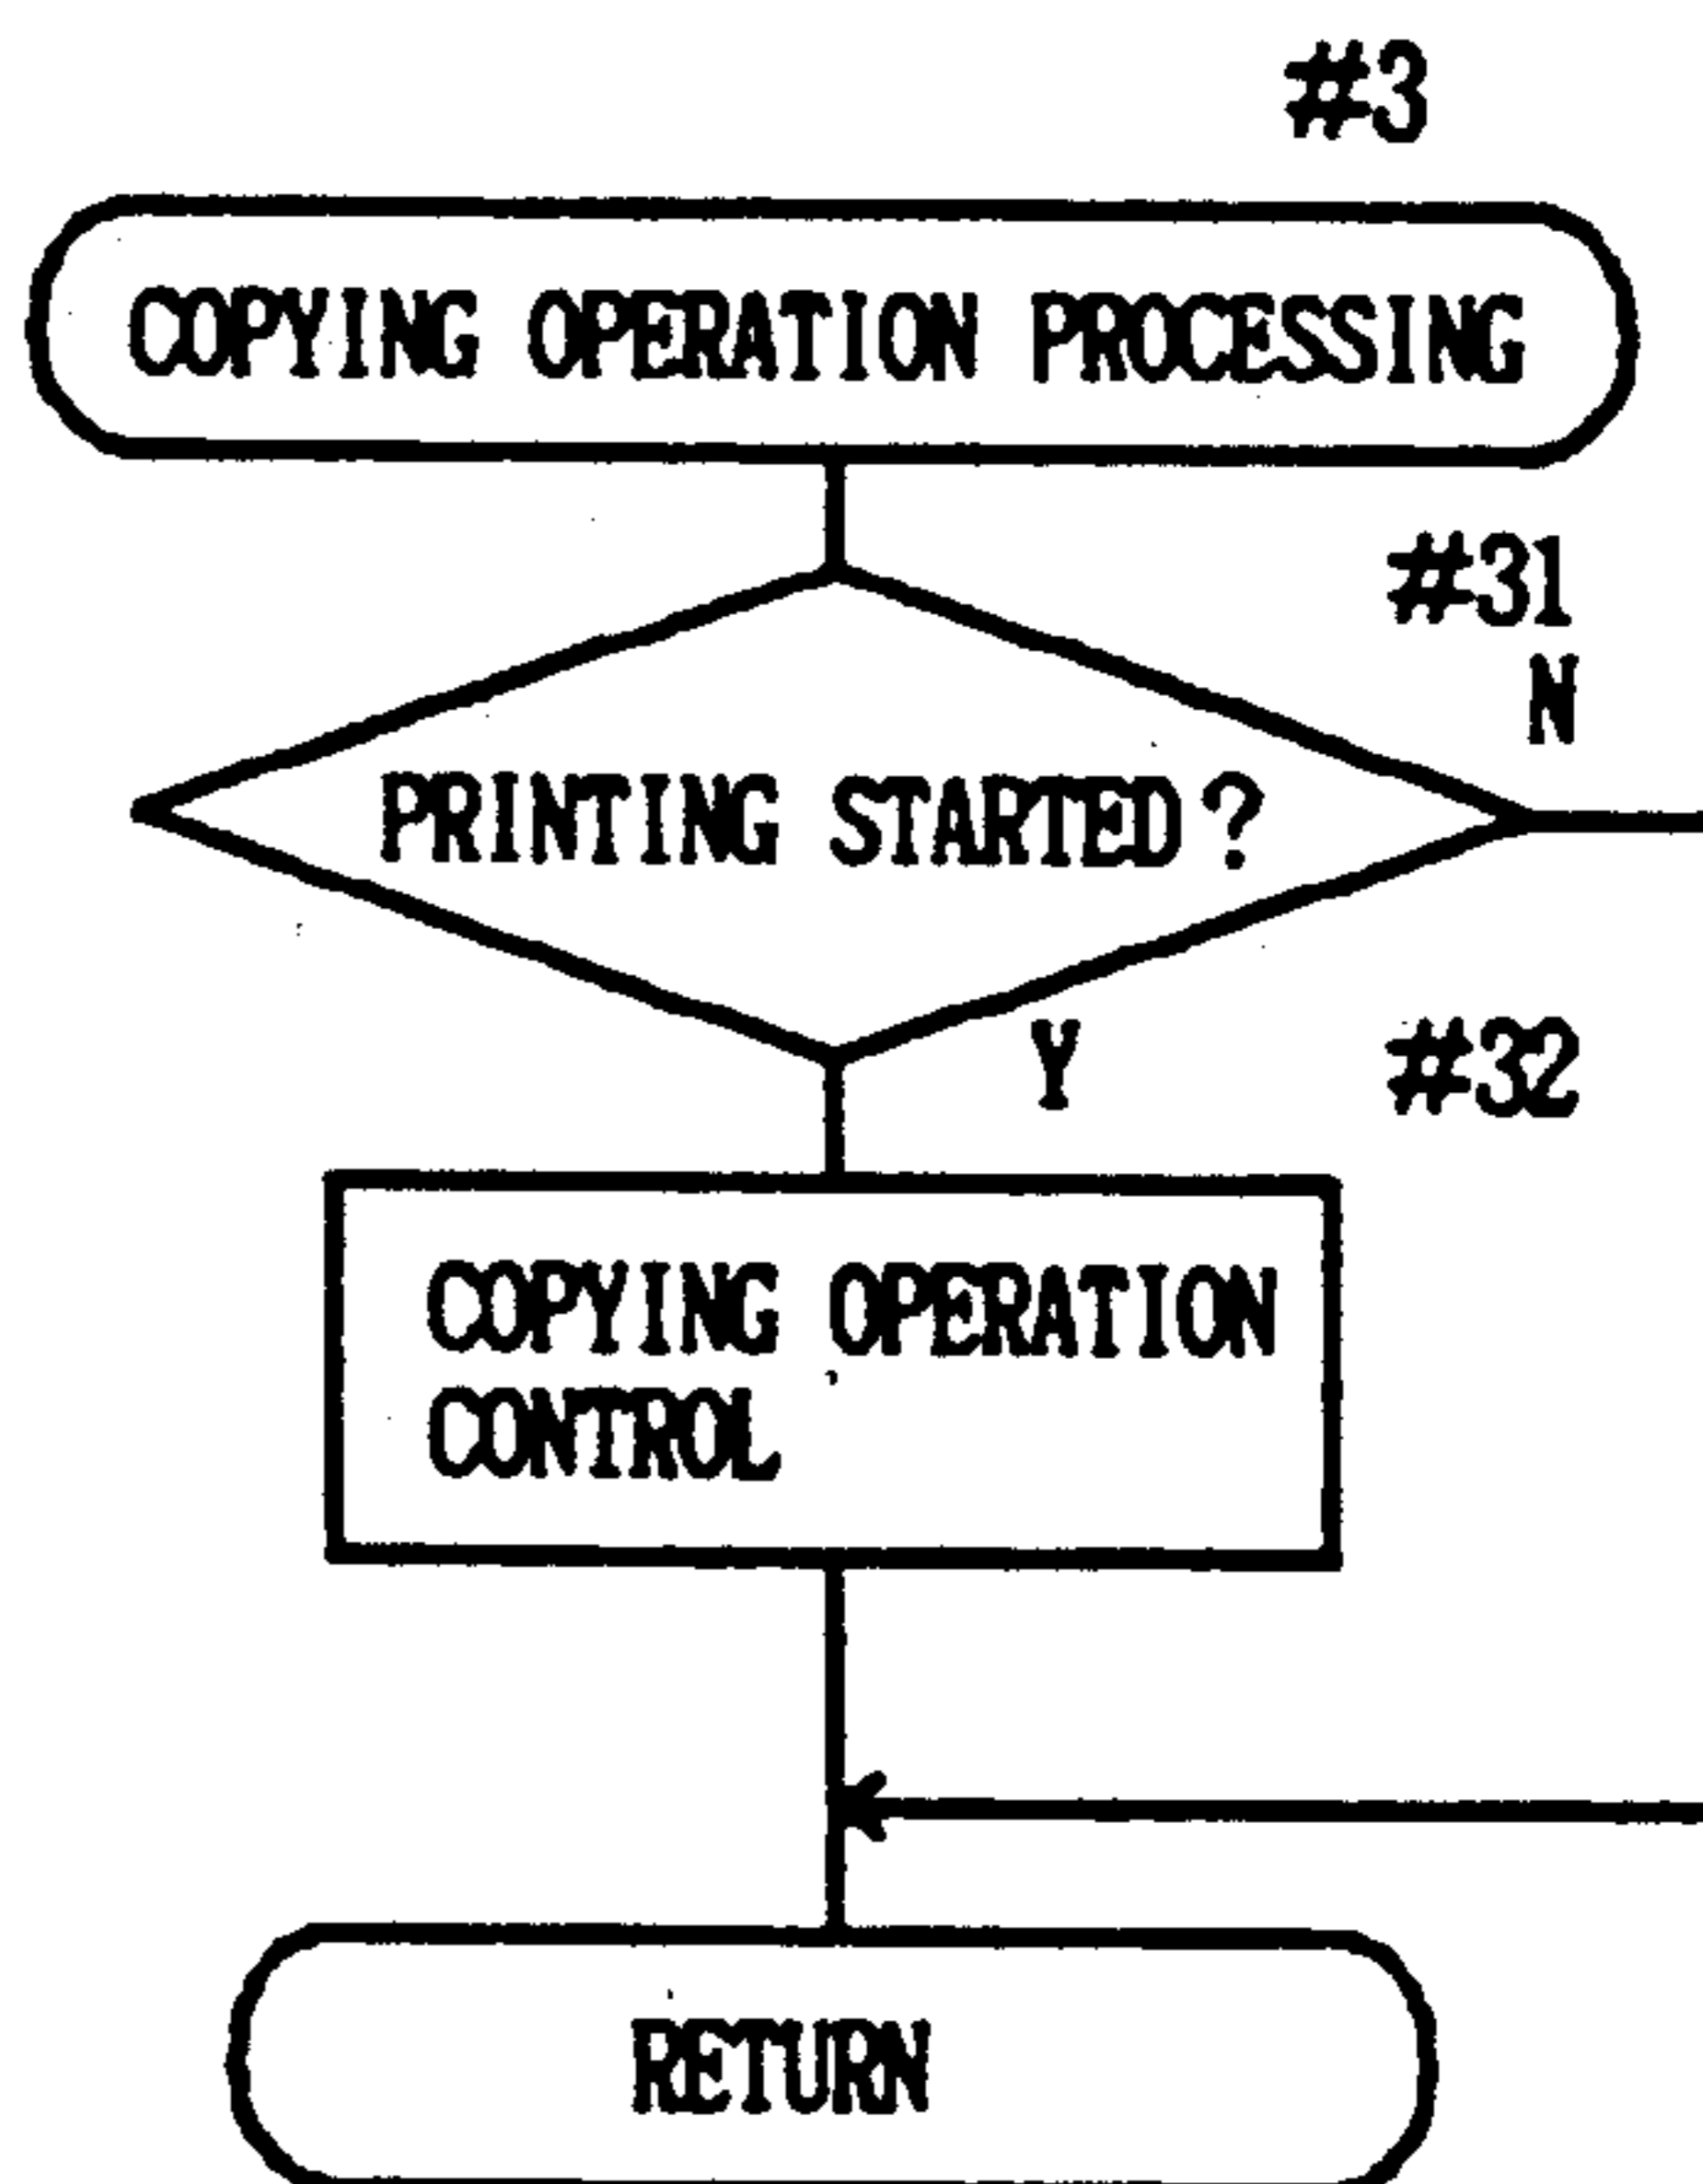 #3
COPYING OPERATION PROCESSING
#31
N
PRINTING STARTED?
Y
#32
COPYING OPERATION
CONTROL
RETURN